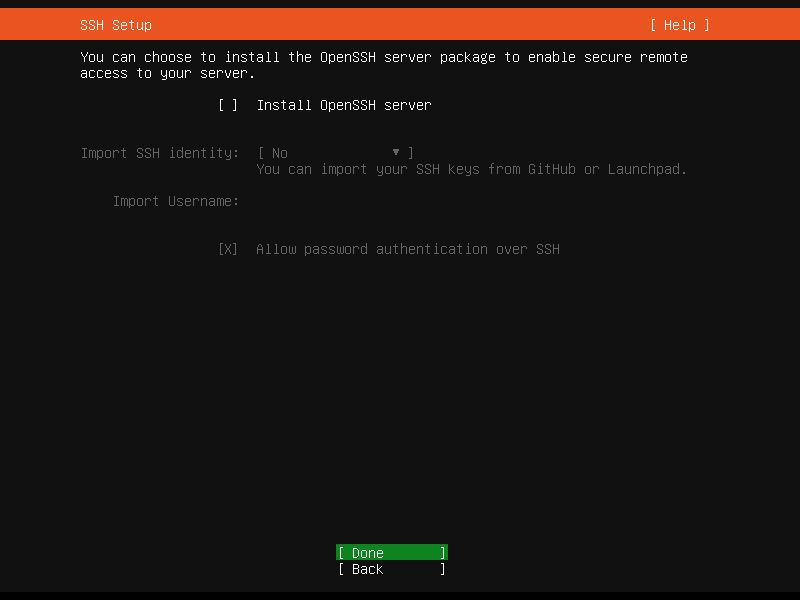 SSH Setup [ Help ]
You can choose to install the OpenSSH server package to enable secure remote
access to your server.
[ ] Install OpenSSH server
Import SSH identity: [ No ▾ ]
You can import your SSH keys from GitHub or Launchpad.
Import Username:
[X] Allow password authentication over SSH
[ Done ]
[ Back ]